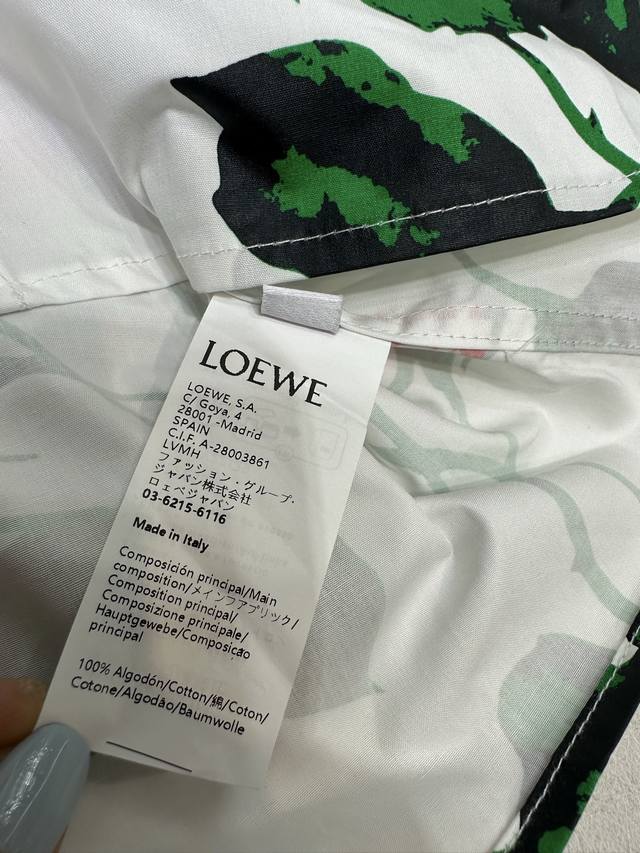 LOEWE
LOEWE, S.A.
C/ Goya, 4
28001 -Madrid
SPAIN
C.I.F. A-28003861
LVMH
ファッション・グループ・
ジャパン株式会社
ロエベジャパン
03-6215-6116
Made in Italy
Composición principal/Main
composition/メインファブリック/
Composition principal/
Composizione principale/
Hauptgewebe/Composicão
principal
100% Algodón/Cotton/綿/Coton/
Cotone/Algodão/Baumwolle